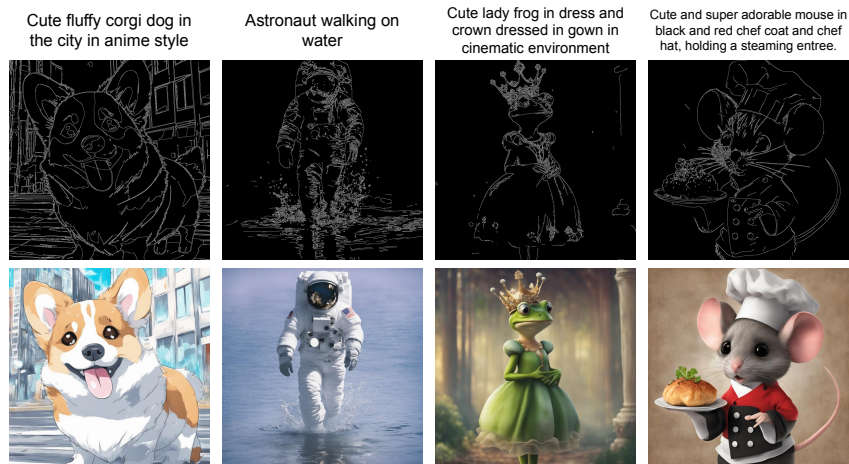 Cute fluffy corgi dog in
the city in anime style
Astronaut walking on
water
Cute lady frog in dress and
crown dressed in gown in
cinematic environment
Cute and super adorable mouse in
black and red chef coat and chef
hat, holding a steaming entree.